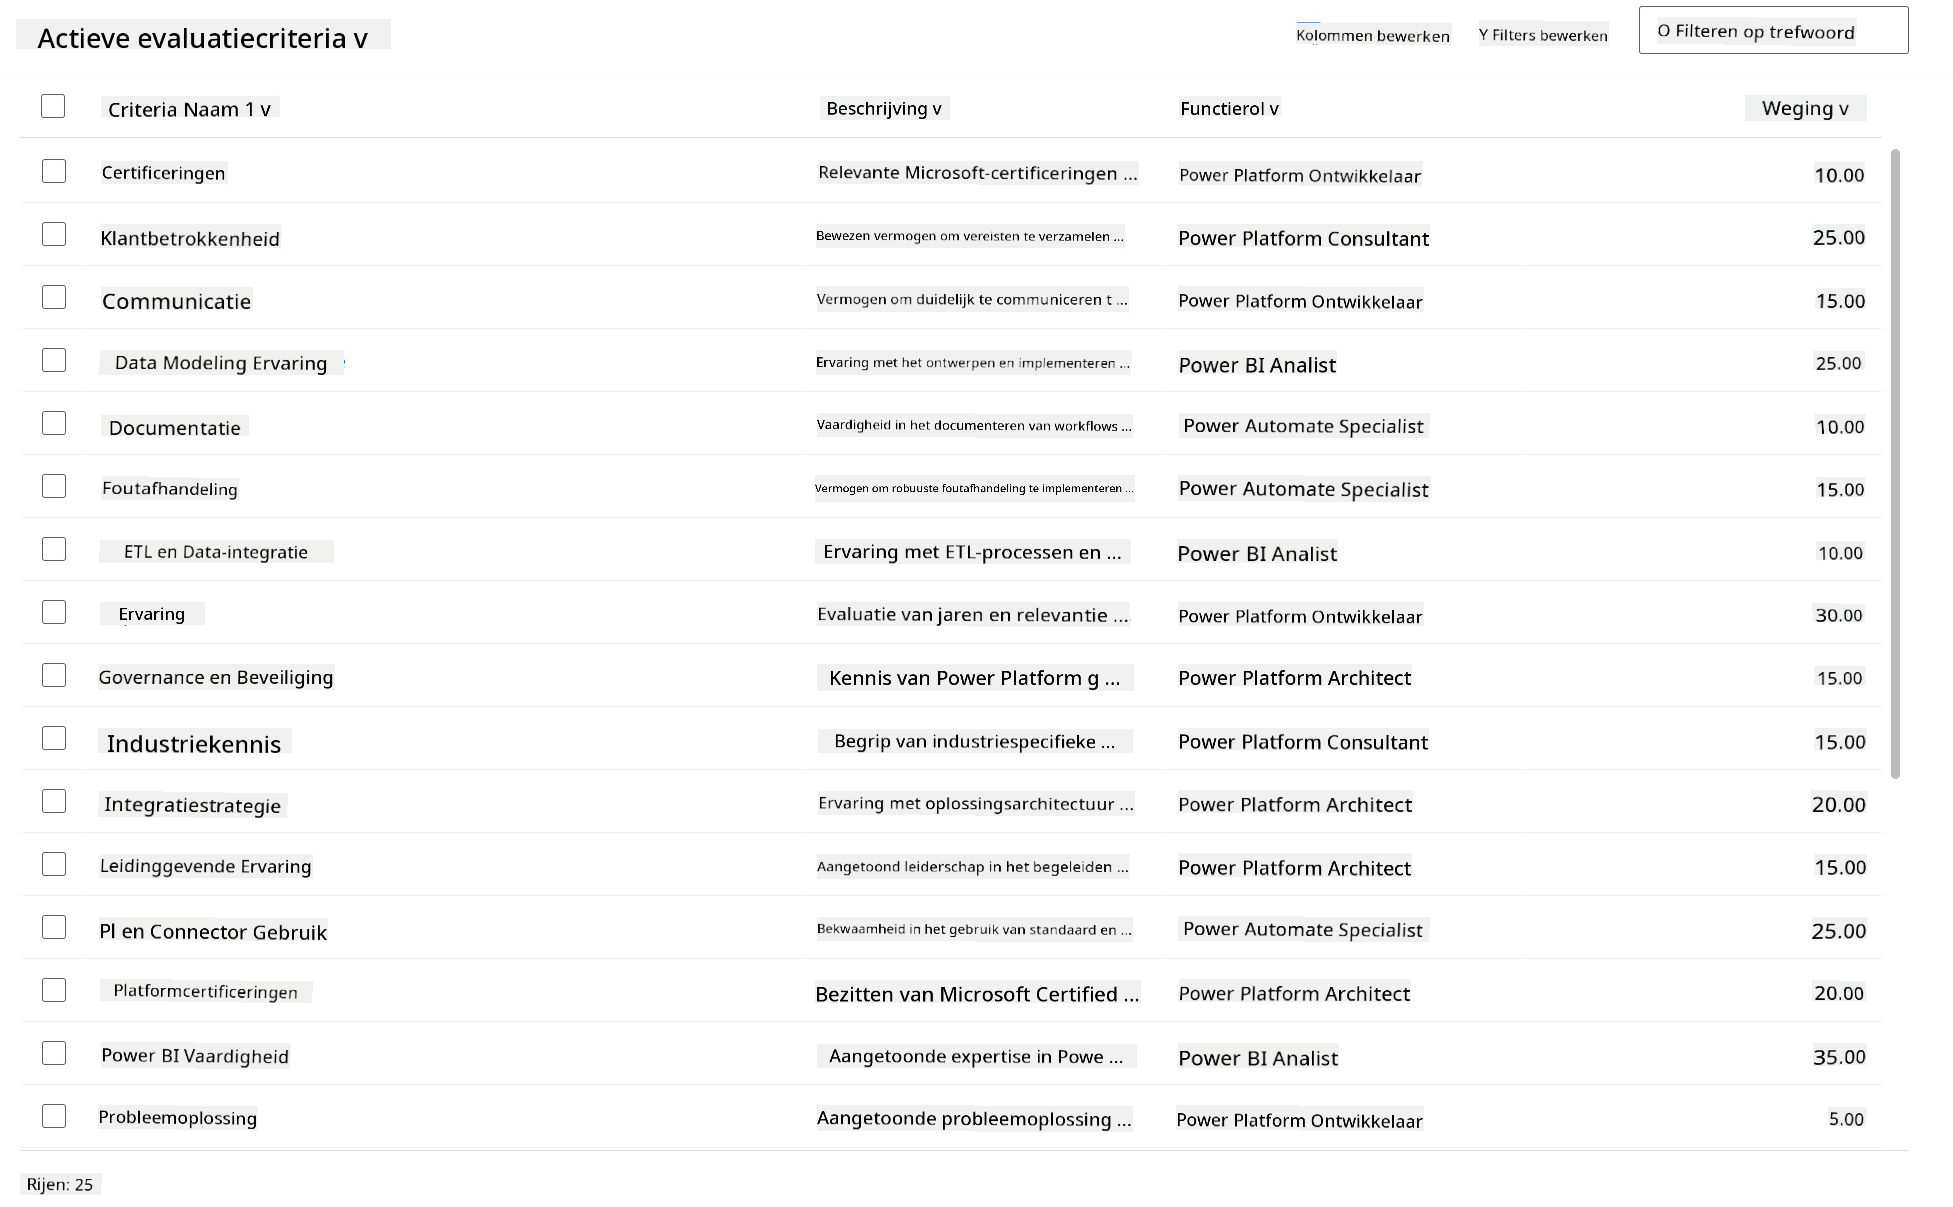 Actieve evaluatiecriteria v
Kolommen bewerken
Y Filters bewerken
O Filteren op trefwoord
Criteria Naam 1 v Beschrijving v Functierol v Weging v
Certificeringen Relevante Microsoft-certificeringen ... Power Platform Ontwikkelaar 10.00
Klantbetrokkenheid Bewezen vermogen om vereisten te verzamelen ... Power Platform Consultant 25.00
Communicatie Vermogen om duidelijk te communiceren t ... Power Platform Ontwikkelaar 15.00
Data Modeling Ervaring Ervaring met het ontwerpen en implementeren ... Power BI Analist 25.00
Documentatie Vaardigheid in het documenteren van workflows ... Power Automate Specialist 10.00
Foutafhandeling Vermogen om robuuste foutafhandeling te implementeren ... Power Automate Specialist 15.00
ETL en Data-integratie Ervaring met ETL-processen en ... Power BI Analist 10.00
Ervaring Evaluatie van jaren en relevantie ... Power Platform Ontwikkelaar 30.00
Governance en Beveiliging Kennis van Power Platform g ... Power Platform Architect 15.00
Industriekennis Begrip van industriespecifieke ... Power Platform Consultant 15.00
Integratiestrategie Ervaring met oplossingsarchitectuur ... Power Platform Architect 20.00
Leidinggevende Ervaring Aangetoond leiderschap in het begeleiden ... Power Platform Architect 15.00
Pl en Connector Gebruik Bekwaamheid in het gebruik van standaard en ... Power Automate Specialist 25.00
Platformcertificeringen Bezitten van Microsoft Certified ... Power Platform Architect 20.00
Power BI Vaardigheid Aangetoonde expertise in Powe ... Power BI Analist 35.00
Probleemoplossing Aangetoonde probleemoplossing ... Power Platform Ontwikkelaar 5.00
Rijen: 25